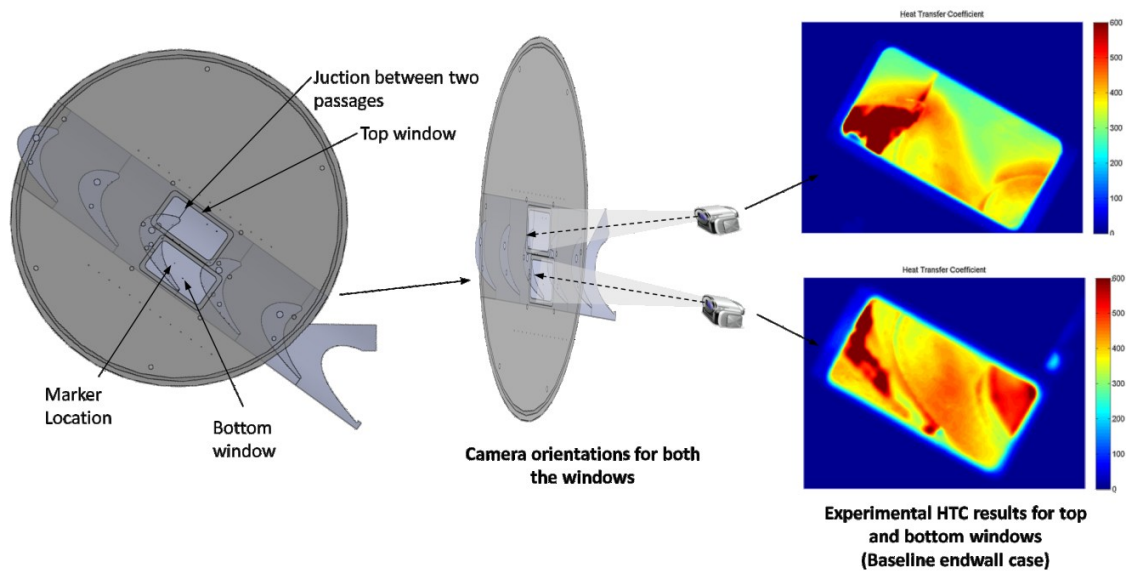 Juction between two
passages
Top window
Marker
Location
Bottom
window
Camera orientations for both
the windows
Heat Transfer Coefficient
600
500
400
300
200
100
0
Heat Transfer Coefficient
600
500
400
300
200
100
0
Experimental HTC results for top
and bottom windows
(Baseline endwall case)